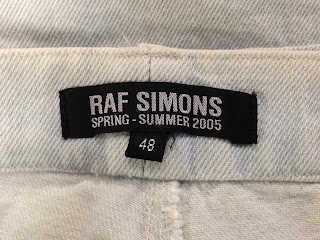 RAF SIMONS
SPRING - SUMMER 2005
48